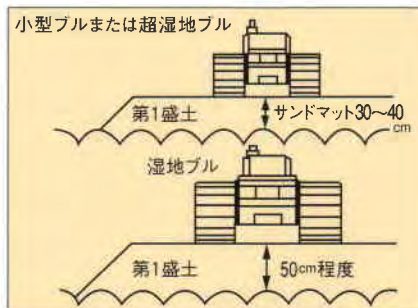 小型ブルまたは超湿地ブル
第1盛土
サンドマット30～40
cm
湿地ブル
第1盛土
50cm程度